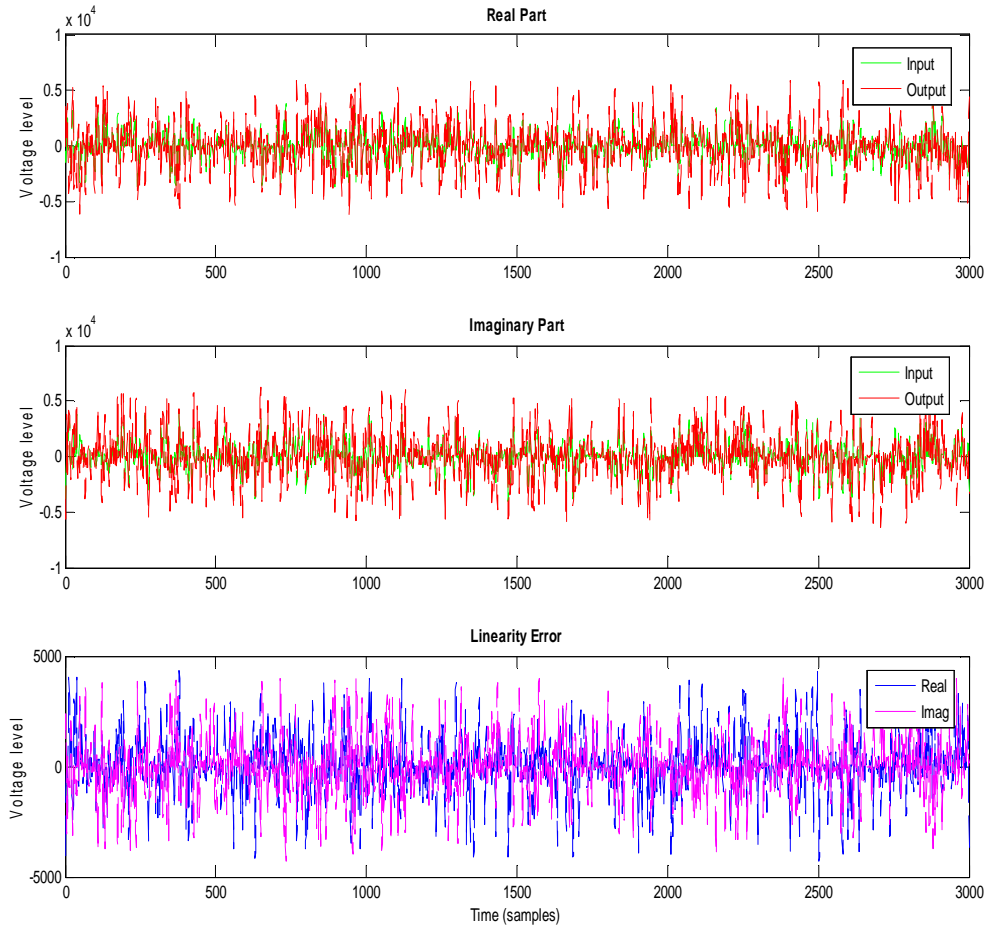 Real Part
x 10^4
1
0.5
0
-0.5
-1
Voltage level
Input
Output
0 500 1000 1500 2000 2500 3000
Imaginary Part
x 10^4
1
0.5
0
-0.5
-1
Voltage level
Input
Output
0 500 1000 1500 2000 2500 3000
Linearity Error
5000
0
-5000
Voltage level
Real
Imag
0 500 1000 1500 2000 2500 3000
Time (samples)